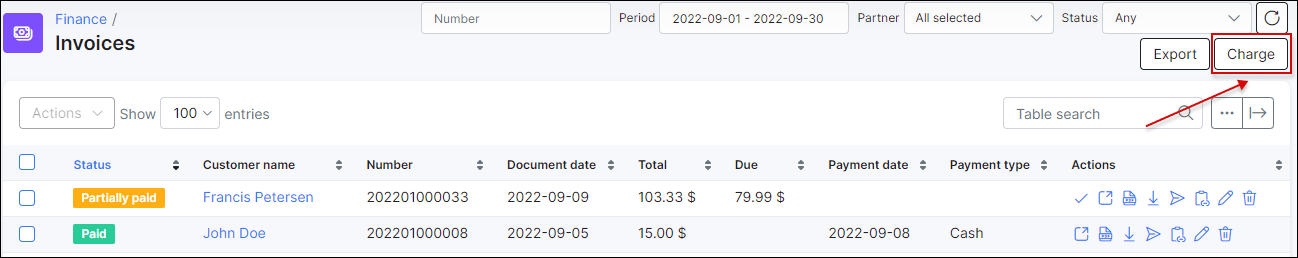 Finance /
Invoices
Number
Period 2022-09-01 - 2022-09-30
Partner All selected
Status Any
Export Charge
Actions Show 100 entries
Table search
Status Customer name Number Document date Total Due Payment date Payment type Actions
Partially paid Francis Petersen 202201000033 2022-09-09 103.33 $ 79.99 $
Paid John Doe 202201000008 2022-09-05 15.00 $ 2022-09-08 Cash